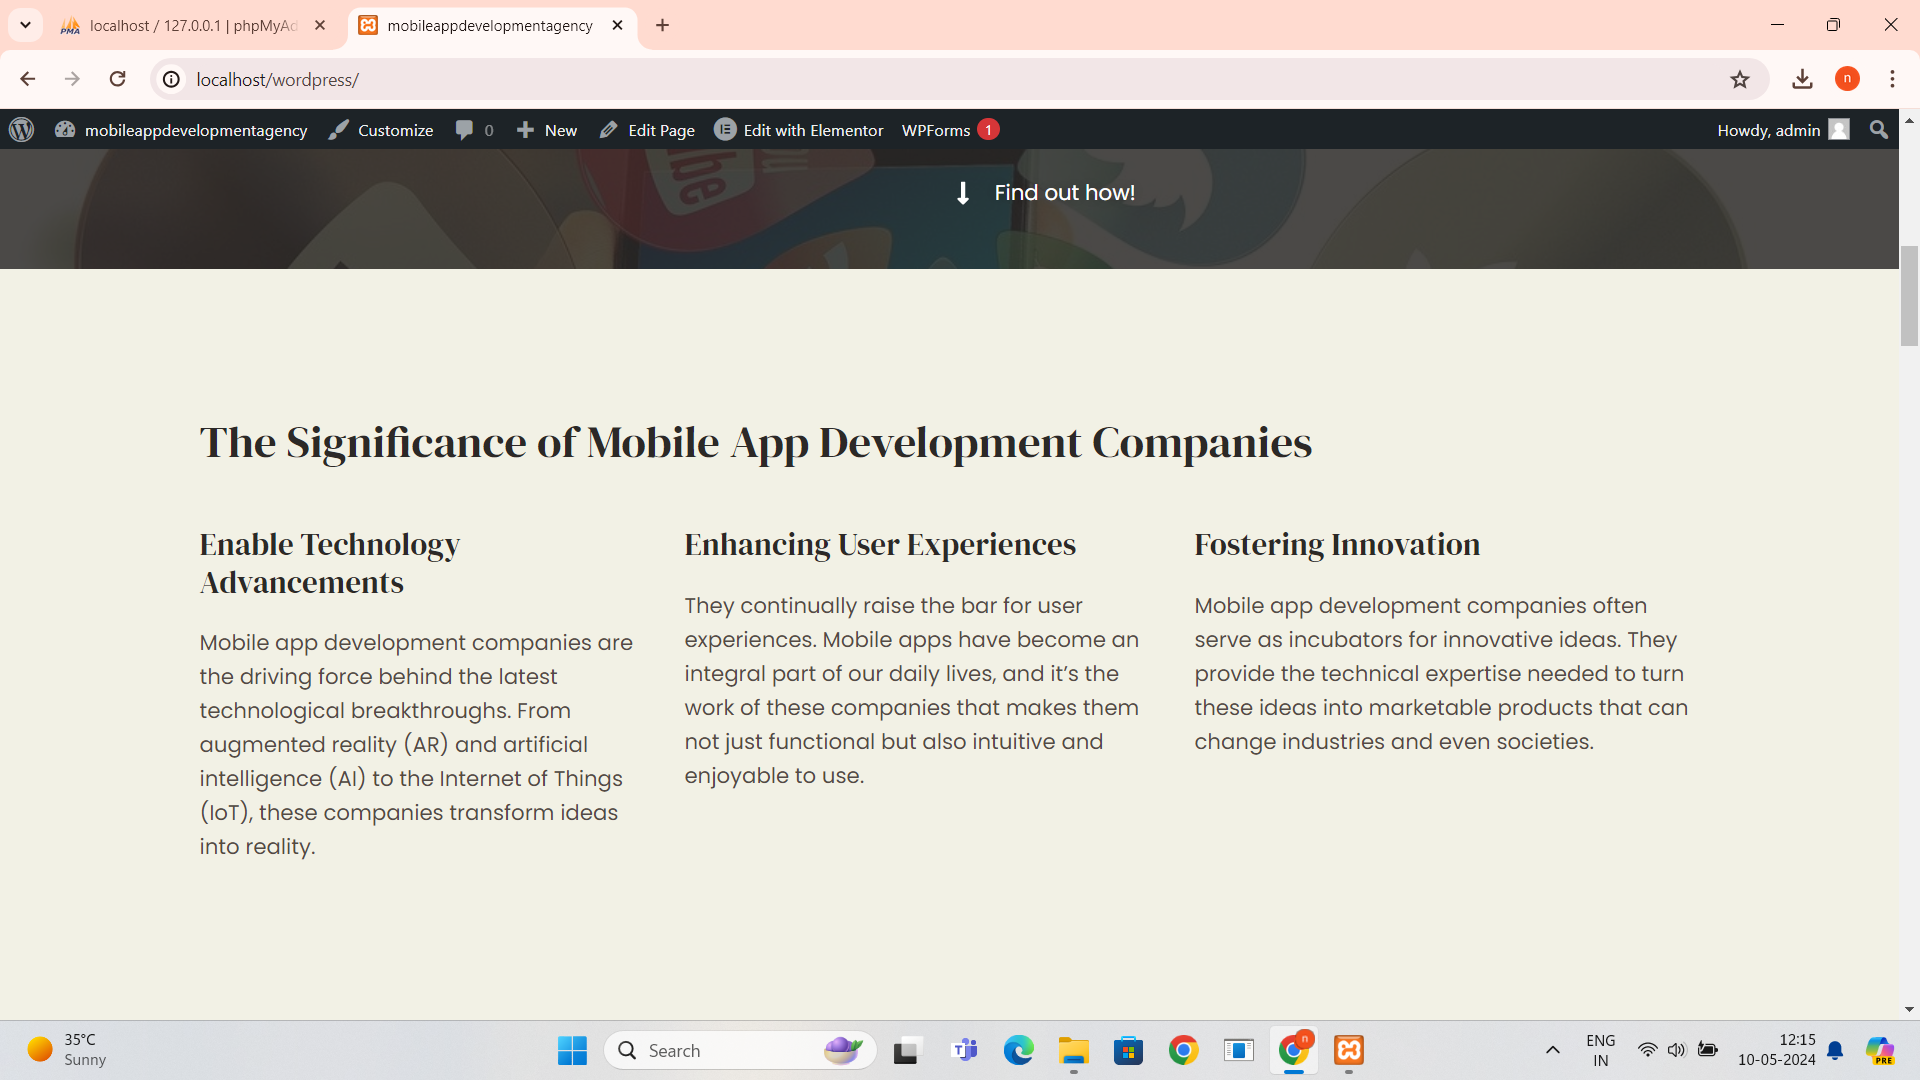 localhost / 127.0.0.1 | phpMyAd
mobileappdevelopmentagency
localhost/wordpress/
n
mobileappdevelopmentagency
Customize
0
New
Edit Page
Edit with Elementor
WPForms 1
Howdy, admin
Find out how!
The Significance of Mobile App Development Companies
Enable Technology
Advancements
Mobile app development companies are
the driving force behind the latest
technological breakthroughs. From
augmented reality (AR) and artificial
intelligence (AI) to the Internet of Things
(IoT), these companies transform ideas
into reality.
Enhancing User Experiences
They continually raise the bar for user
experiences. Mobile apps have become an
integral part of our daily lives, and it’s the
work of these companies that makes them
not just functional but also intuitive and
enjoyable to use.
Fostering Innovation
Mobile app development companies often
serve as incubators for innovative ideas. They
provide the technical expertise needed to turn
these ideas into marketable products that can
change industries and even societies.
35°C
Sunny
Search
n
ENG
IN
12:15
10-05-2024
PRE